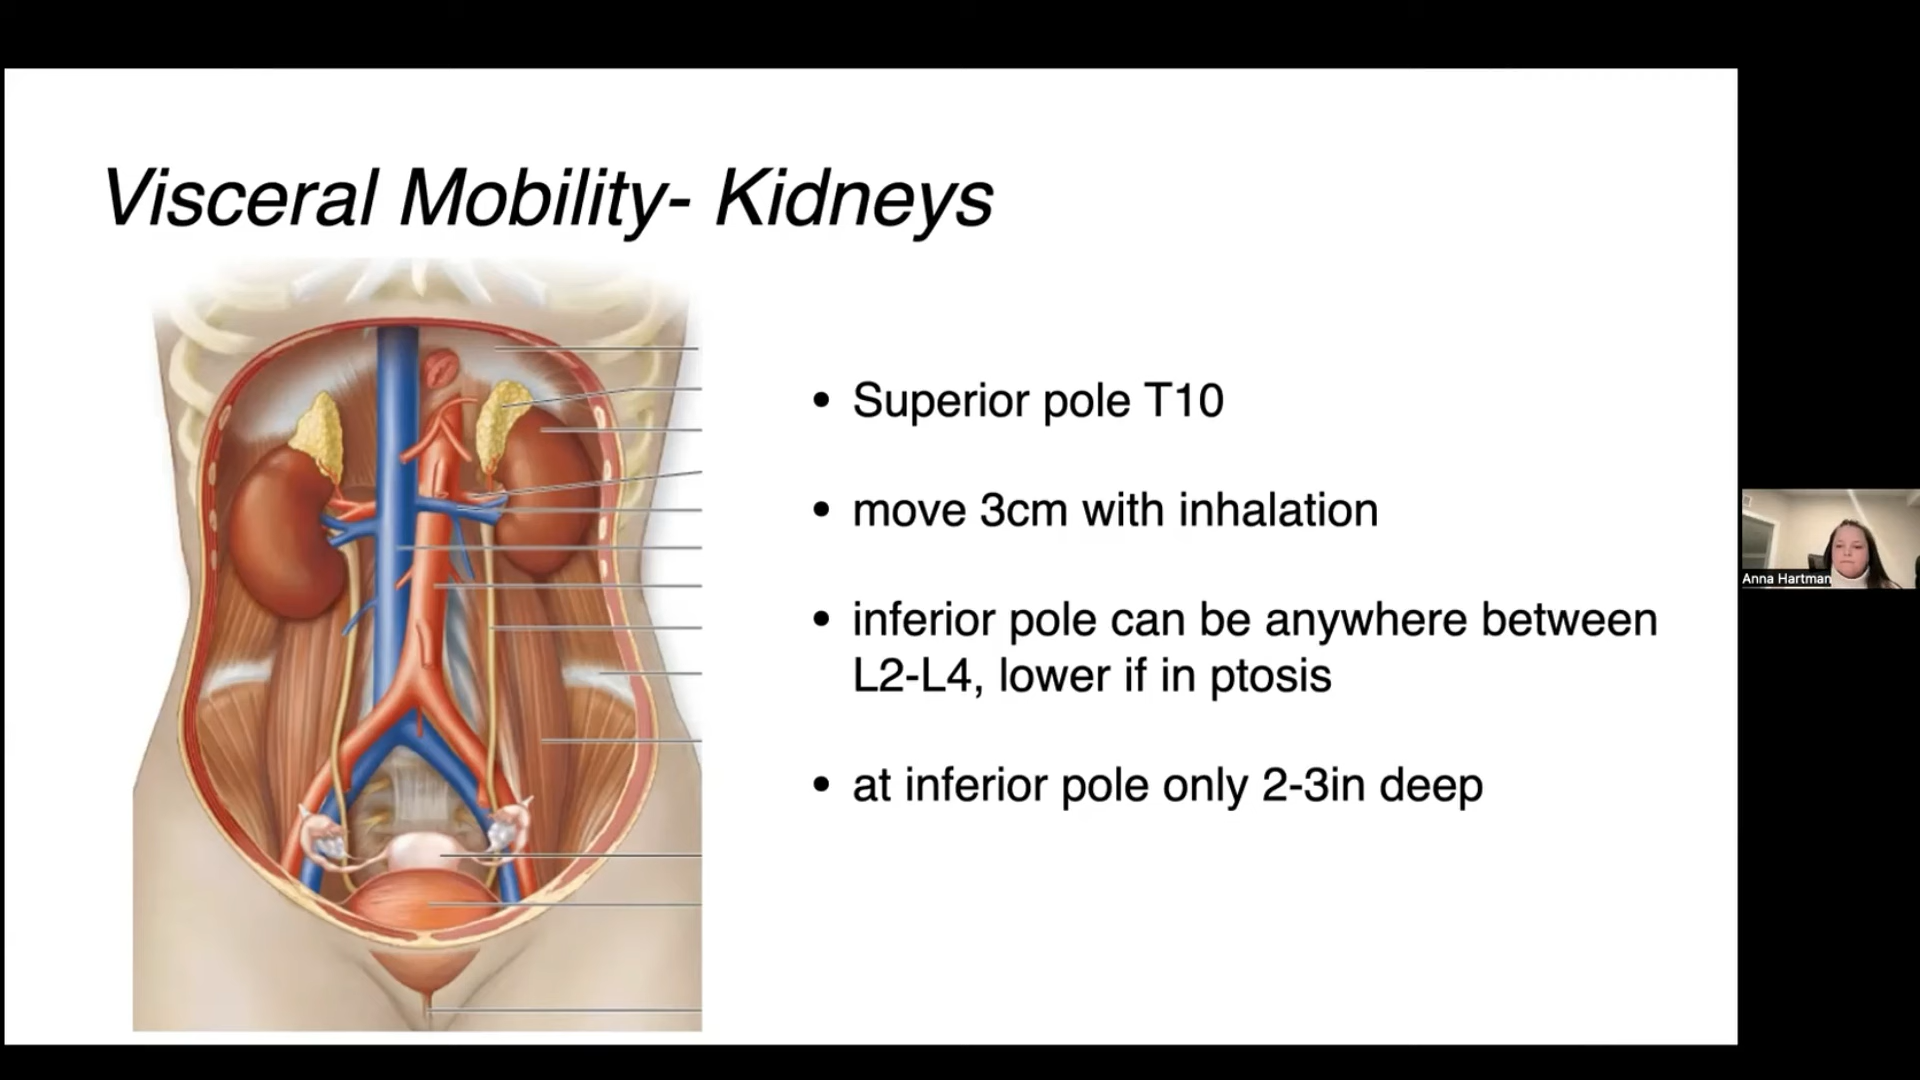 Visceral Mobility- Kidneys
• Superior pole T10
• move 3cm with inhalation
• inferior pole can be anywhere between
L2-L4, lower if in ptosis
• at inferior pole only 2-3in deep
Anna Hartman